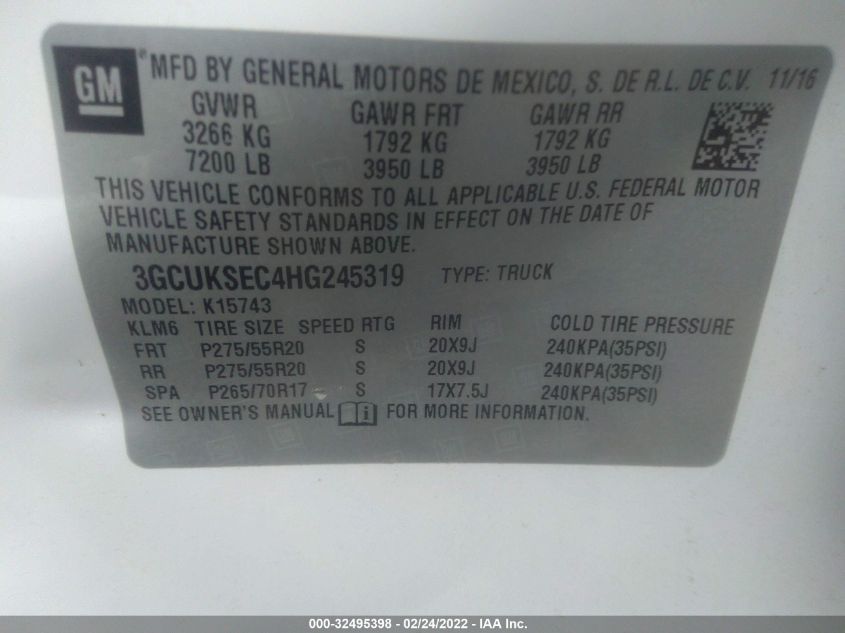 GM ® MFD BY GENERAL MOTORS DE MEXICO, S. DE R.L. DE C.V. 11/16
GVWR GAWR FRT GAWR RR
3266 KG 1792 KG 1792 KG
7200 LB 3950 LB 3950 LB
THIS VEHICLE CONFORMS TO ALL APPLICABLE U.S. FEDERAL MOTOR
VEHICLE SAFETY STANDARDS IN EFFECT ON THE DATE OF
MANUFACTURE SHOWN ABOVE.
3GCUKSEC4HG245319 TYPE: TRUCK
MODEL: K15743
KLM6 TIRE SIZE SPEED RTG RIM COLD TIRE PRESSURE
FRT P275/55R20 S 20X9J 240KPA(35PSI)
RR P275/55R20 S 20X9J 240KPA(35PSI)
SPA P265/70R17 S 17X7.5J 240KPA(35PSI)
SEE OWNER'S MANUAL i FOR MORE INFORMATION.
000-32495398 - 02/24/2022 - IAA Inc.